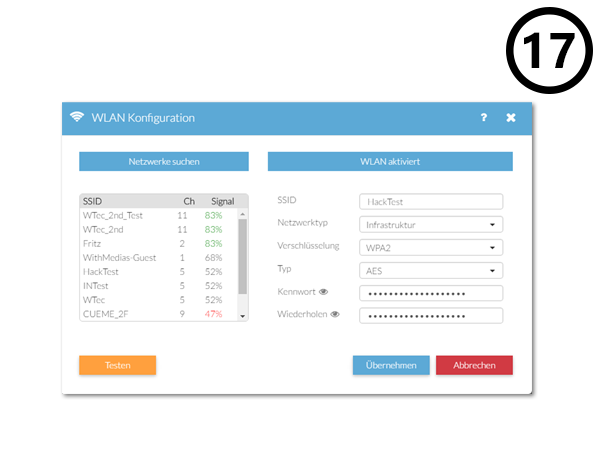 17
WLAN Konfiguration
?
Netzwerke suchen
WLAN aktiviert
SSID Ch Signal
WTec_2nd_Test 11 83%
WTec_2nd 11 83%
Fritz 2 83%
WithMedias-Guest 1 68%
HackTest 5 52%
INTest 5 52%
WTec 5 52%
CUEME_2F 9 47%
SSID HackTest
Netzwerktyp Infrastruktur
Verschlüsselung WPA2
Typ AES
Kennwort •••••••••••••••••••
Wiederholen •••••••••••••••••••
Testen
Übernehmen
Abbrechen